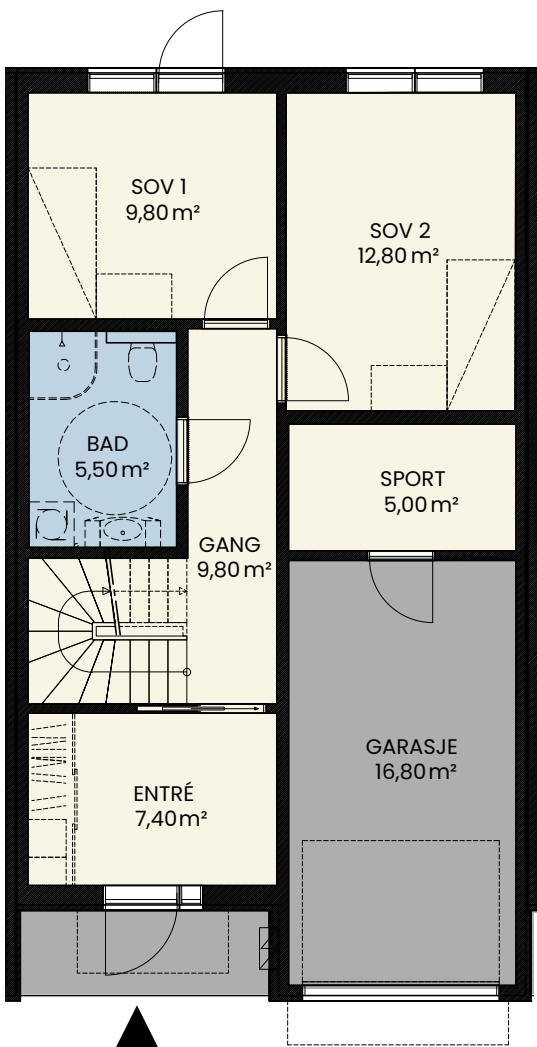 SOV 1
9,80 m²
SOV 2
12,80 m²
BAD
5,50 m²
SPORT
5,00 m²
GANG
9,80 m²
GARASJE
16,80 m²
ENTRÉ
7,40 m²